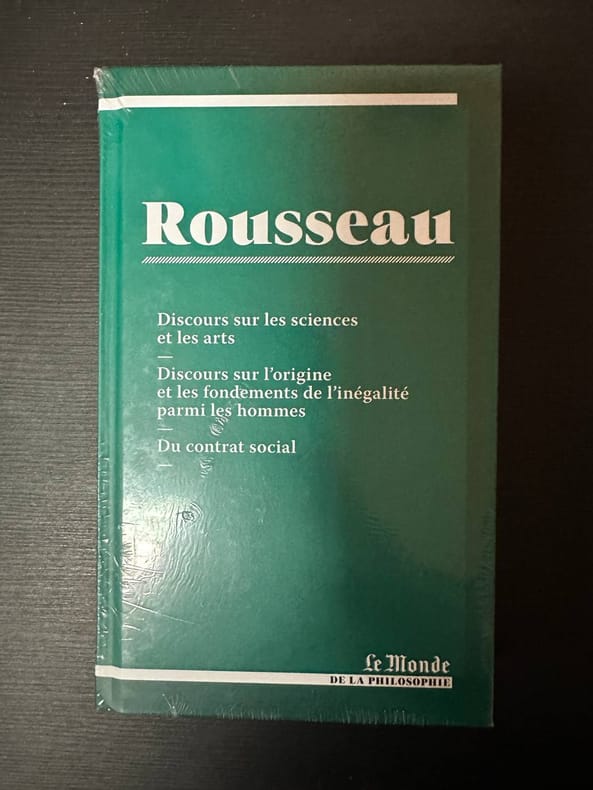 Rousseau
Discours sur les sciences
et les arts
—
Discours sur l'origine
et les fondements de l'inégalité
parmi les hommes
—
Du contrat social
—
Le Monde
DE LA PHILOSOPHIE